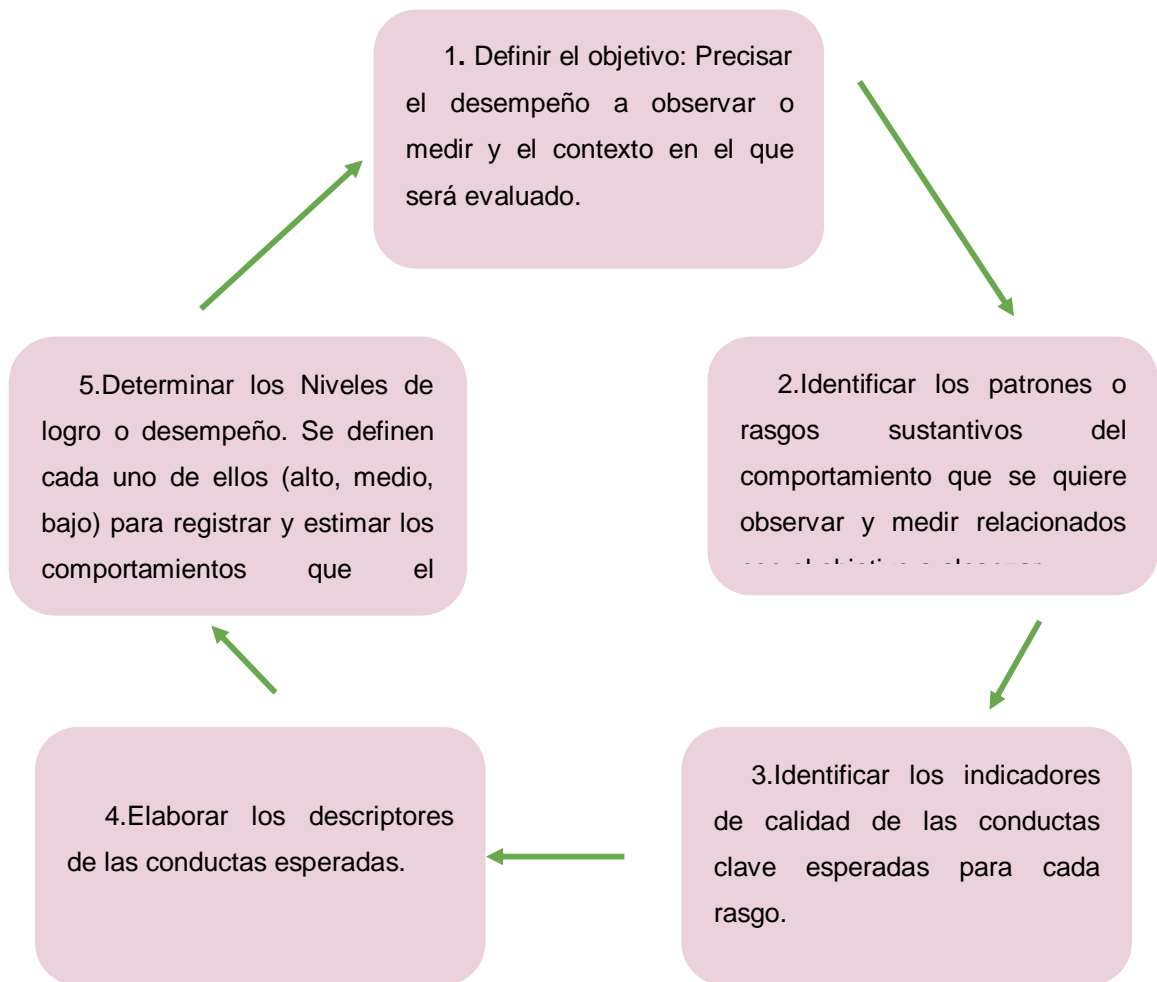 1. Definir el objetivo: Precisar
el desempeño a observar o
medir y el contexto en el que
será evaluado.
2.Identificar los patrones o
rasgos sustantivos del
comportamiento que se quiere
observar y medir relacionados
5.Determinar los Niveles de
logro o desempeño. Se definen
cada uno de ellos (alto, medio,
bajo) para registrar y estimar los
comportamientos que el
3.Identificar los indicadores
de calidad de las conductas
clave esperadas para cada
rasgo.
4.Elaborar los descriptores
de las conductas esperadas.